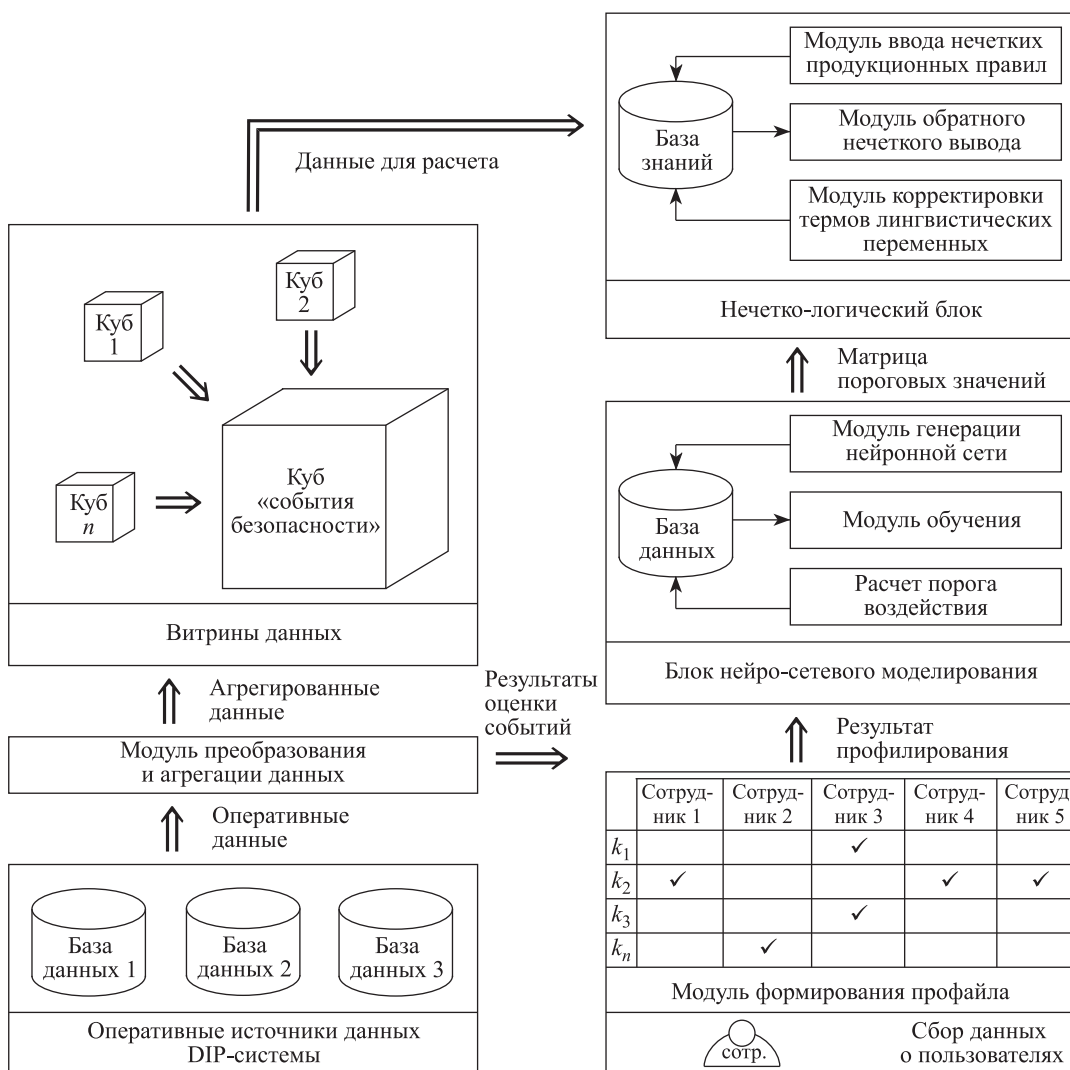 Модуль ввода нечетких
продукционных правил
База
знаний
Модуль обратного
нечеткого вывода
Модуль корректировки
термов лингвистических
переменных
Нечетко-логический блок
Данные для расчета
Куб
1
Куб
2
Куб
n
Куб
«события
безопасности»
Витрины данных
Матрица
пороговых значений
Модуль генерации
нейронной сети
База
данных
Модуль обучения
Расчет порога
воздействия
Блок нейро-сетевого моделирования
Агрегированные
данные
Результаты
оценки
событий
Результат
профилирования
Модуль преобразования
и агрегации данных
Оперативные
данные
База
данных 1
База
данных 2
База
данных 3
Оперативные источники данных
DIP-системы
Сотруд-
ник 1
Сотруд-
ник 2
Сотруд-
ник 3
Сотруд-
ник 4
Сотруд-
ник 5
k1 ✓
k2 ✓ ✓ ✓
k3 ✓
kn ✓
Модуль формирования профайла
сотр.
Сбор данных
о пользователях